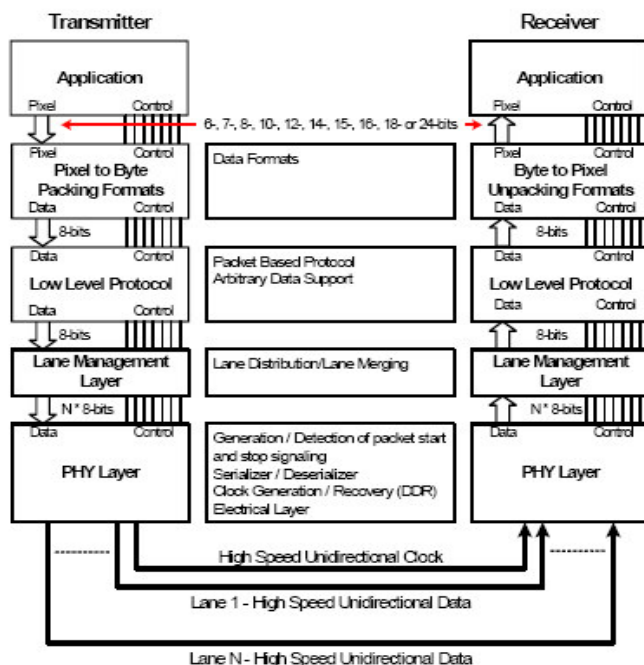 Transmitter
Receiver
Application
Application
Pixel
Control
6-, 7-, 8-, 10-, 12-, 14-, 15-, 16-, 18- or 24-bits
Pixel
Control
Pixel
Control
Pixel
Control
Pixel to Byte
Packing Formats
Data Formats
Byte to Pixel
Unpacking Formats
Data
Control
Data
Control
8-bits
8-bits
Data
Control
Data
Control
Low Level Protocol
Packet Based Protocol
Arbitrary Data Support
Low Level Protocol
Data
Control
Data
Control
8-bits
8-bits
Lane Management
Layer
Lane Distribution/Lane Merging
Lane Management
Layer
N* 8-bits
N* 8-bits
Data
Control
Data
Control
PHY Layer
Generation / Detection of packet start
and stop signaling
Serializer / Deserializer
Clock Generation / Recovery (DDR)
Electrical Layer
PHY Layer
High Speed Unidirectional Clock
Lane 1 - High Speed Unidirectional Data
Lane N - High Speed Unidirectional Data